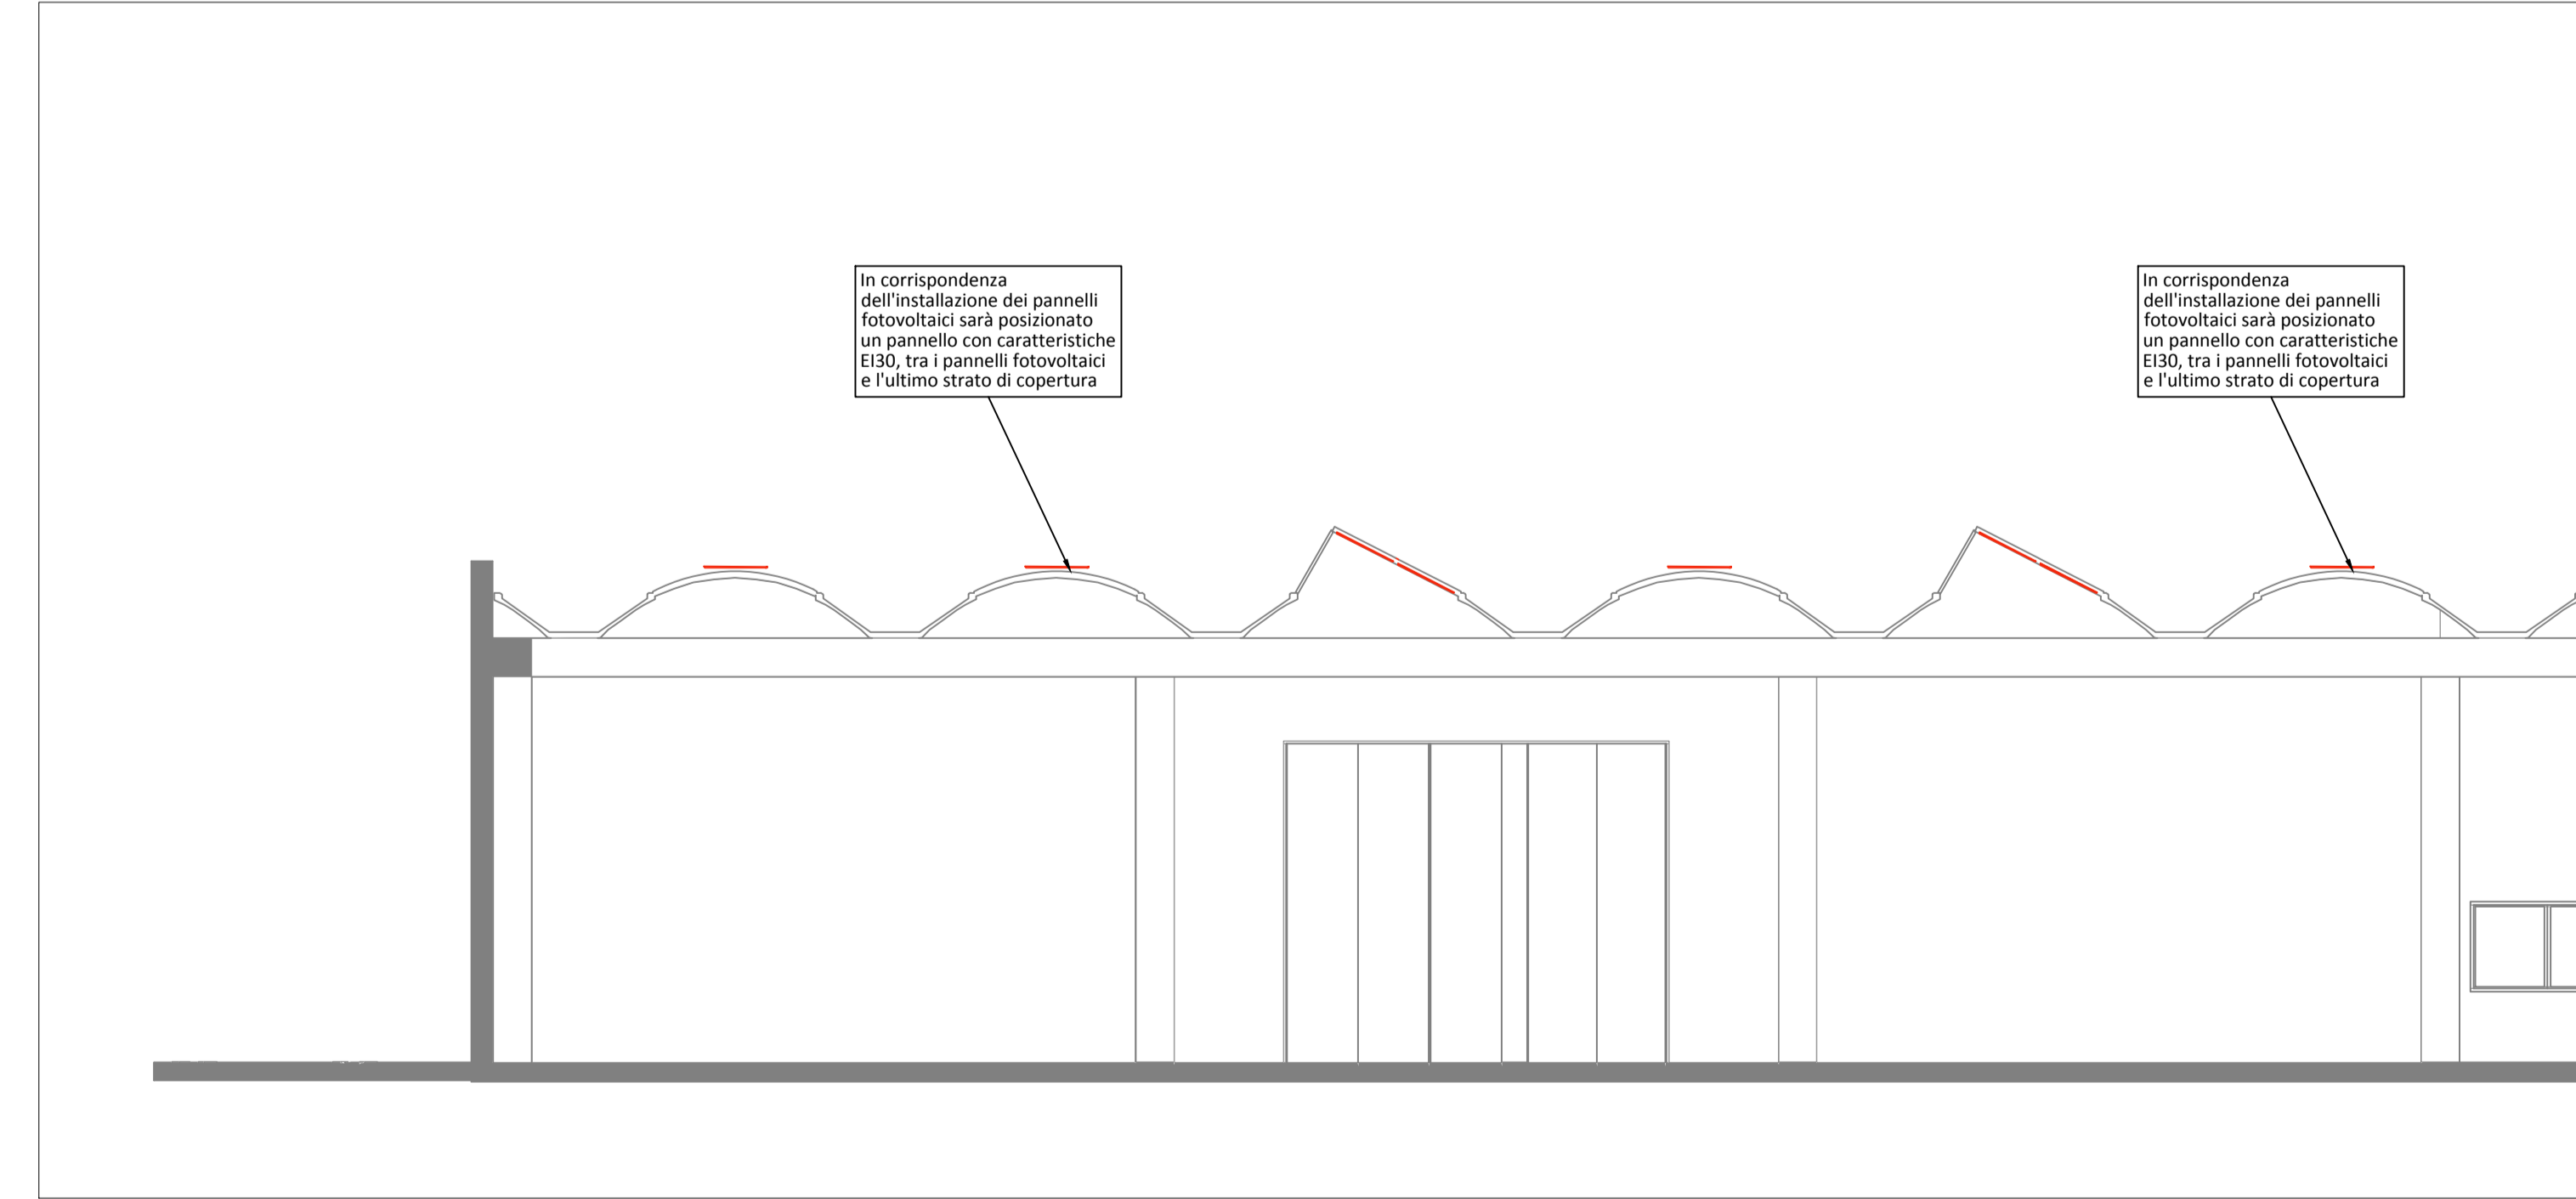 In corrispondenza
dell'installazione dei pannelli
fotovoltaici sarà posizionato
un pannello con caratteristiche
EI30, tra i pannelli fotovoltaici
e l'ultimo strato di copertura
In corrispondenza
dell'installazione dei pannelli
fotovoltaici sarà posizionato
un pannello con caratteristiche
EI30, tra i pannelli fotovoltaici
e l'ultimo strato di copertura